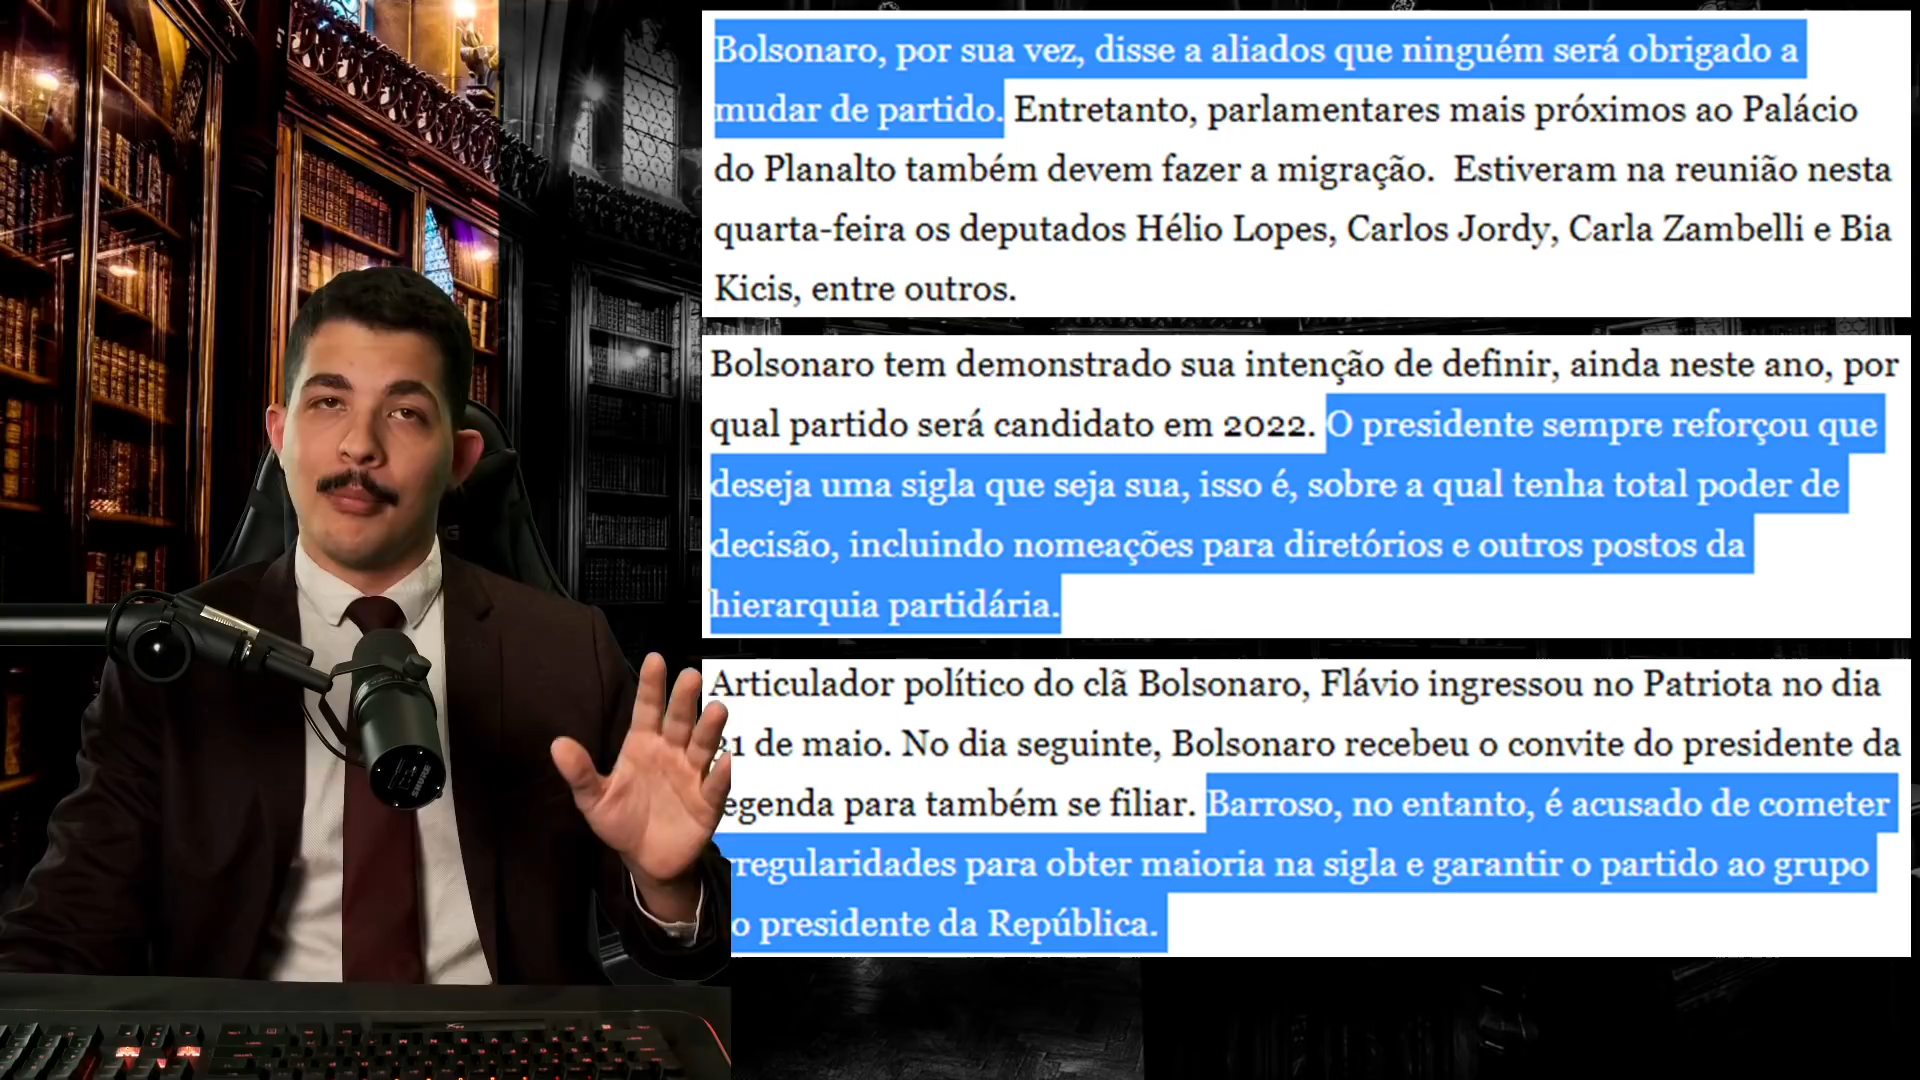 Bolsonaro, por sua vez, disse a aliados que ninguém será obrigado a
mudar de partido. Entretanto, parlamentares mais próximos ao Palácio
do Planalto também devem fazer a migração. Estiveram na reunião nesta
quarta-feira os deputados Hélio Lopes, Carlos Jordy, Carla Zambelli e Bia
Kicis, entre outros.
Bolsonaro tem demonstrado sua intenção de definir, ainda neste ano, por
qual partido será candidato em 2022. O presidente sempre reforçou que
deseja uma sigla que seja sua, isso é, sobre a qual tenha total poder de
decisão, incluindo nomeações para diretórios e outros postos da
hierarquia partidária.
Articulador político do clã Bolsonaro, Flávio ingressou no Patriota no dia
31 de maio. No dia seguinte, Bolsonaro recebeu o convite do presidente da
egenda para também se filiar. Barroso, no entanto, é acusado de cometer
rregularidades para obter maioria na sigla e garantir o partido ao grupo
o presidente da República.
SHURE